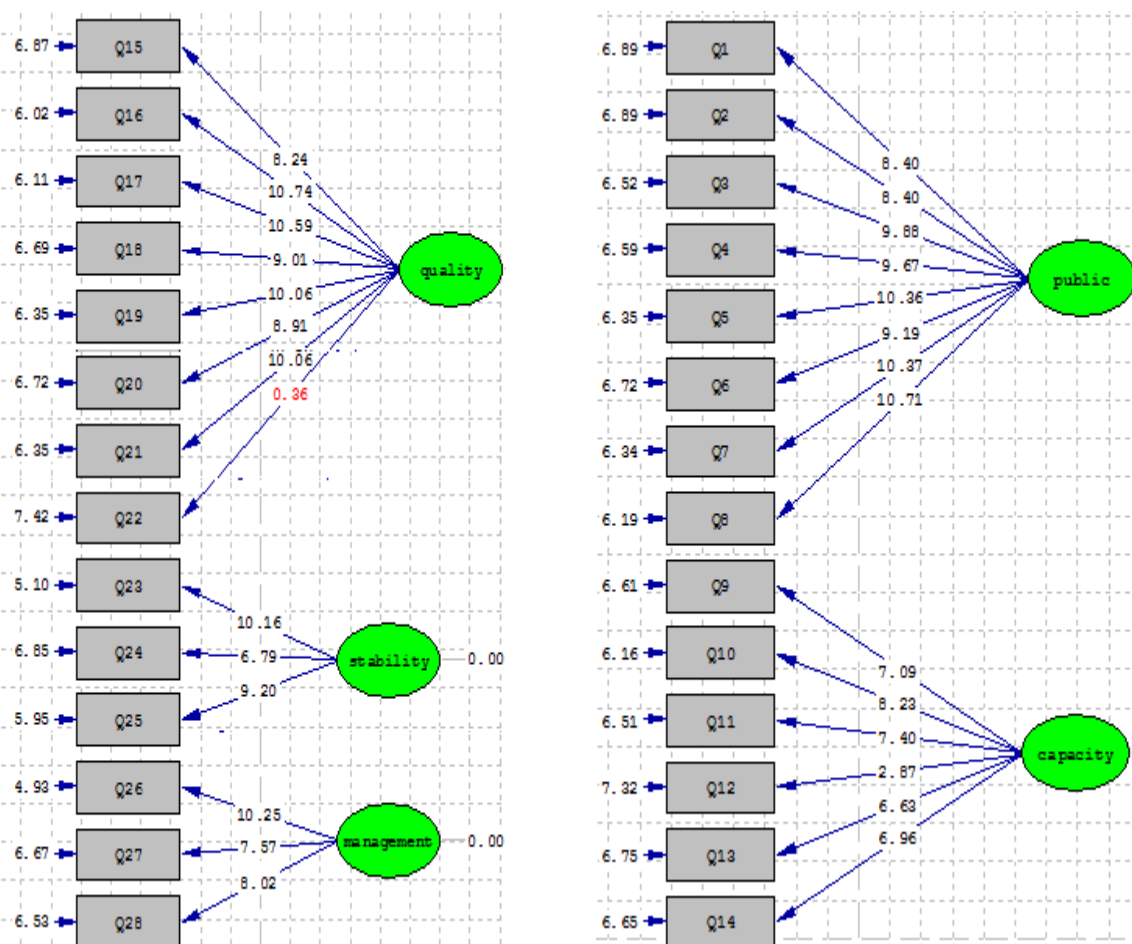 6.87 Q15
6.02 Q16
6.11 Q17
6.69 Q18
6.35 Q19
6.72 Q20
6.35 Q21
7.42 Q22
8.24
10.74
10.59
9.01
10.06
8.91
10.06
0.36
quality
5.10 Q23
6.85 Q24
5.95 Q25
10.16
6.79
9.20
stability 0.00
4.93 Q26
6.67 Q27
6.53 Q28
10.25
7.57
8.02
management 0.00
6.89 Q1
6.89 Q2
6.52 Q3
6.59 Q4
6.35 Q5
6.72 Q6
6.34 Q7
6.19 Q8
8.40
8.40
9.88
9.67
10.36
9.19
10.37
10.71
public
6.61 Q9
6.16 Q10
6.51 Q11
7.32 Q12
6.75 Q13
6.65 Q14
7.09
8.23
7.40
2.87
6.63
6.96
capacity